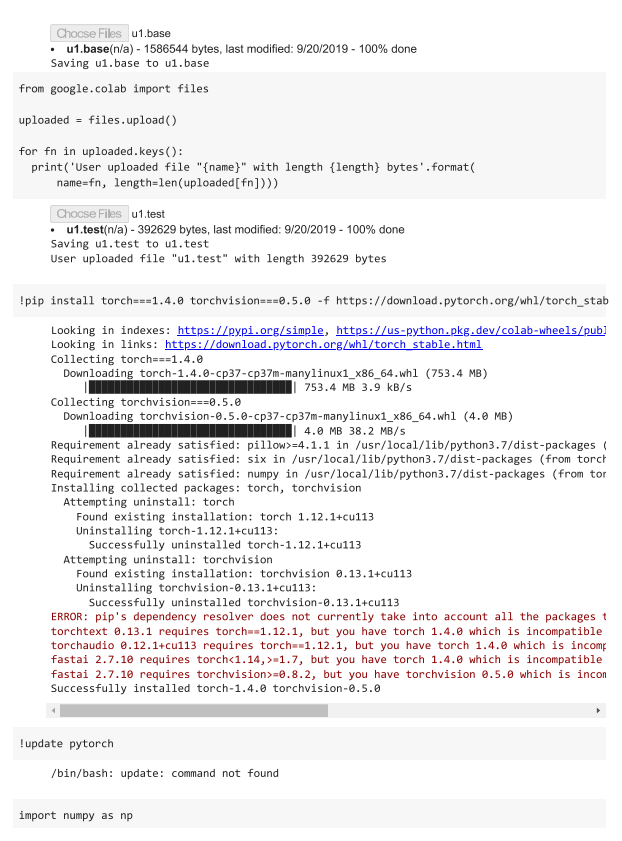 Choose Files u1.base
• u1.base(n/a) - 1586544 bytes, last modified: 9/20/2019 - 100% done
Saving u1.base to u1.base
from google.colab import files
uploaded = files.upload()
for fn in uploaded.keys():
  print('User uploaded file "{name}" with length {length} bytes'.format(
      name=fn, length=len(uploaded[fn])))
Choose Files u1.test
• u1.test(n/a) - 392629 bytes, last modified: 9/20/2019 - 100% done
Saving u1.test to u1.test
User uploaded file "u1.test" with length 392629 bytes
!pip install torch===1.4.0 torchvision===0.5.0 -f https://download.pytorch.org/whl/torch_stab
Looking in indexes: https://pypi.org/simple, https://us-python.pkg.dev/colab-wheels/publ
Looking in links: https://download.pytorch.org/whl/torch_stable.html
Collecting torch===1.4.0
  Downloading torch-1.4.0-cp37-cp37m-manylinux1_x86_64.whl (753.4 MB)
     |████████████████████████████████| 753.4 MB 3.9 kB/s
Collecting torchvision===0.5.0
  Downloading torchvision-0.5.0-cp37-cp37m-manylinux1_x86_64.whl (4.0 MB)
     |████████████████████████████████| 4.0 MB 38.2 MB/s
Requirement already satisfied: pillow>=4.1.1 in /usr/local/lib/python3.7/dist-packages (
Requirement already satisfied: six in /usr/local/lib/python3.7/dist-packages (from torch
Requirement already satisfied: numpy in /usr/local/lib/python3.7/dist-packages (from tor
Installing collected packages: torch, torchvision
  Attempting uninstall: torch
    Found existing installation: torch 1.12.1+cu113
    Uninstalling torch-1.12.1+cu113:
      Successfully uninstalled torch-1.12.1+cu113
  Attempting uninstall: torchvision
    Found existing installation: torchvision 0.13.1+cu113
    Uninstalling torchvision-0.13.1+cu113:
      Successfully uninstalled torchvision-0.13.1+cu113
ERROR: pip's dependency resolver does not currently take into account all the packages t
torchtext 0.13.1 requires torch==1.12.1, but you have torch 1.4.0 which is incompatible
torchaudio 0.12.1+cu113 requires torch==1.12.1, but you have torch 1.4.0 which is incomp
fastai 2.7.10 requires torch<1.14,>=1.7, but you have torch 1.4.0 which is incompatible
fastai 2.7.10 requires torchvision>=0.8.2, but you have torchvision 0.5.0 which is incom
Successfully installed torch-1.4.0 torchvision-0.5.0
!update pytorch
/bin/bash: update: command not found
import numpy as np